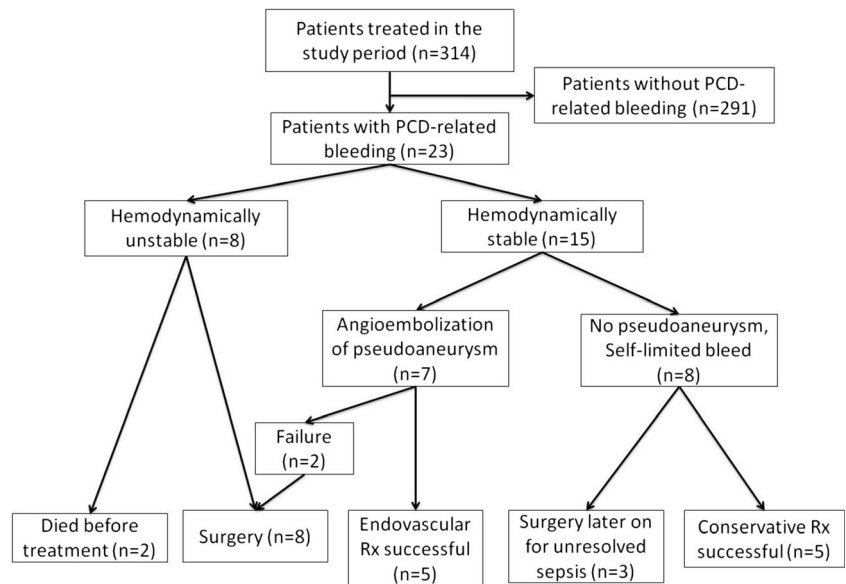 Patients treated in the
study period (n=314)
Patients without PCD-
related bleeding (n=291)
Patients with PCD-related
bleeding (n=23)
Hemodynamically
unstable (n=8)
Hemodynamically
stable (n=15)
Angioembolization
of pseudoaneurysm
(n=7)
No pseudoaneurysm,
Self-limited bleed
(n=8)
Failure
(n=2)
Died before
treatment (n=2)
Surgery (n=8)
Endovascular
Rx successful
(n=5)
Surgery later on
for unresolved
sepsis (n=3)
Conservative Rx
successful (n=5)